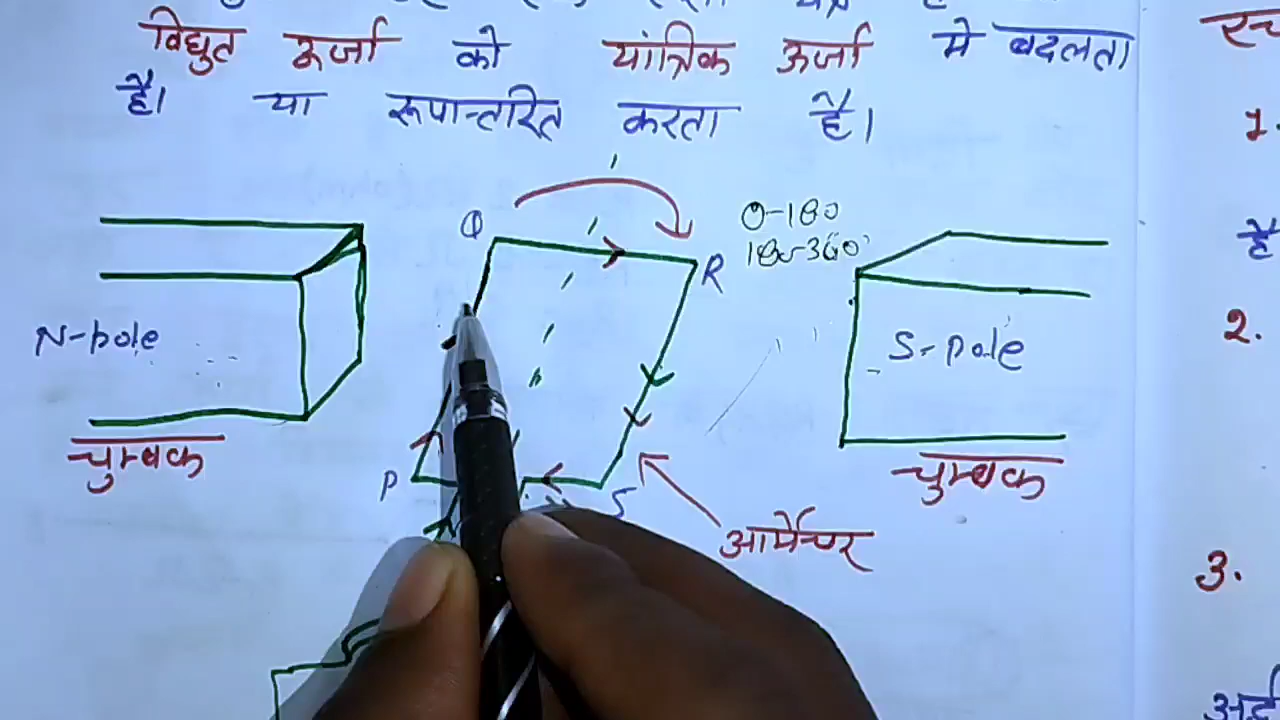 विद्युत ऊर्जा को यांत्रिक ऊर्जा मे बदलता
है। या रूपान्तरित करता है।
Q
R
0-180
180-360°
N-pole
S-pole
चुम्बक
P
S
चुम्बक
आर्मेचर
1.
है
2.
3.